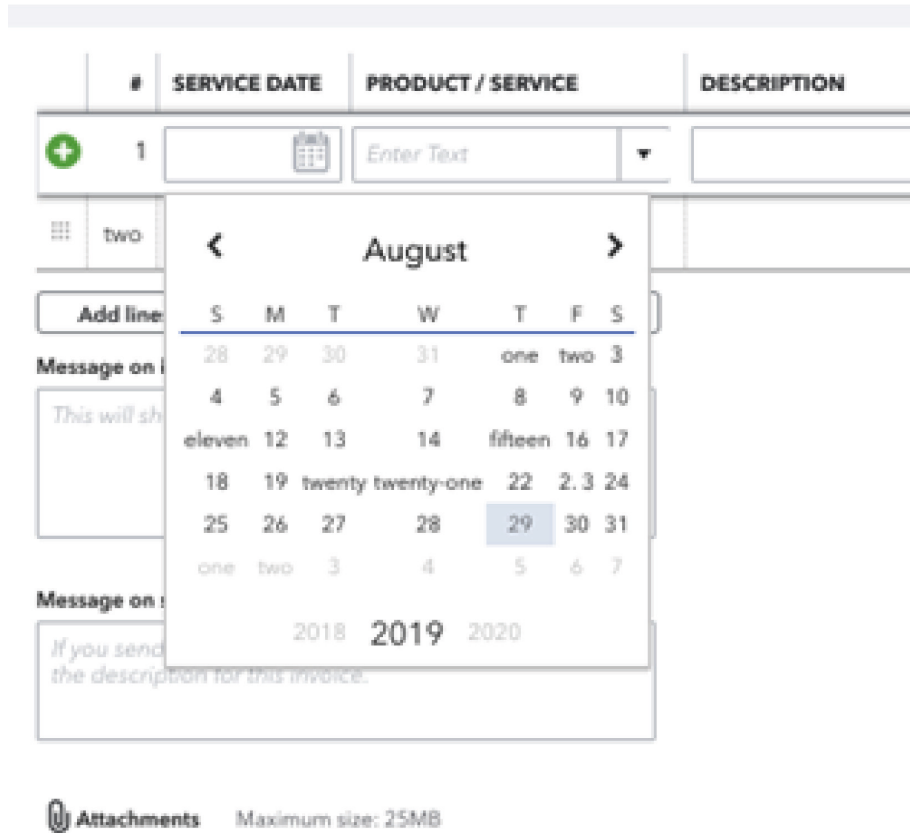 # SERVICE DATE PRODUCT / SERVICE DESCRIPTION
1 Enter Text
two
August
Add line
S M T W T F S
28 29 30 31 one two 3
Message on i
4 5 6 7 8 9 10
This will sh
eleven 12 13 14 fifteen 16 17
18 19 twenty twenty-one 22 2.3 24
25 26 27 28 29 30 31
one two 3 4 5 6 7
Message on s
2018 2019 2020
If you send
the description for this invoice.
Attachments Maximum size: 25MB